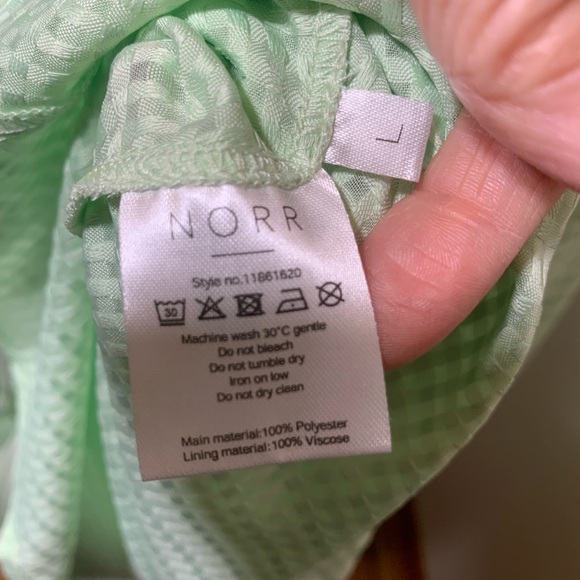 L
NORR
Style no.11861620
30
Machine wash 30°C gentle
Do not bleach
Do not tumble dry
Iron on low
Do not dry clean
Main material:100% Polyester
Lining material:100% Viscose